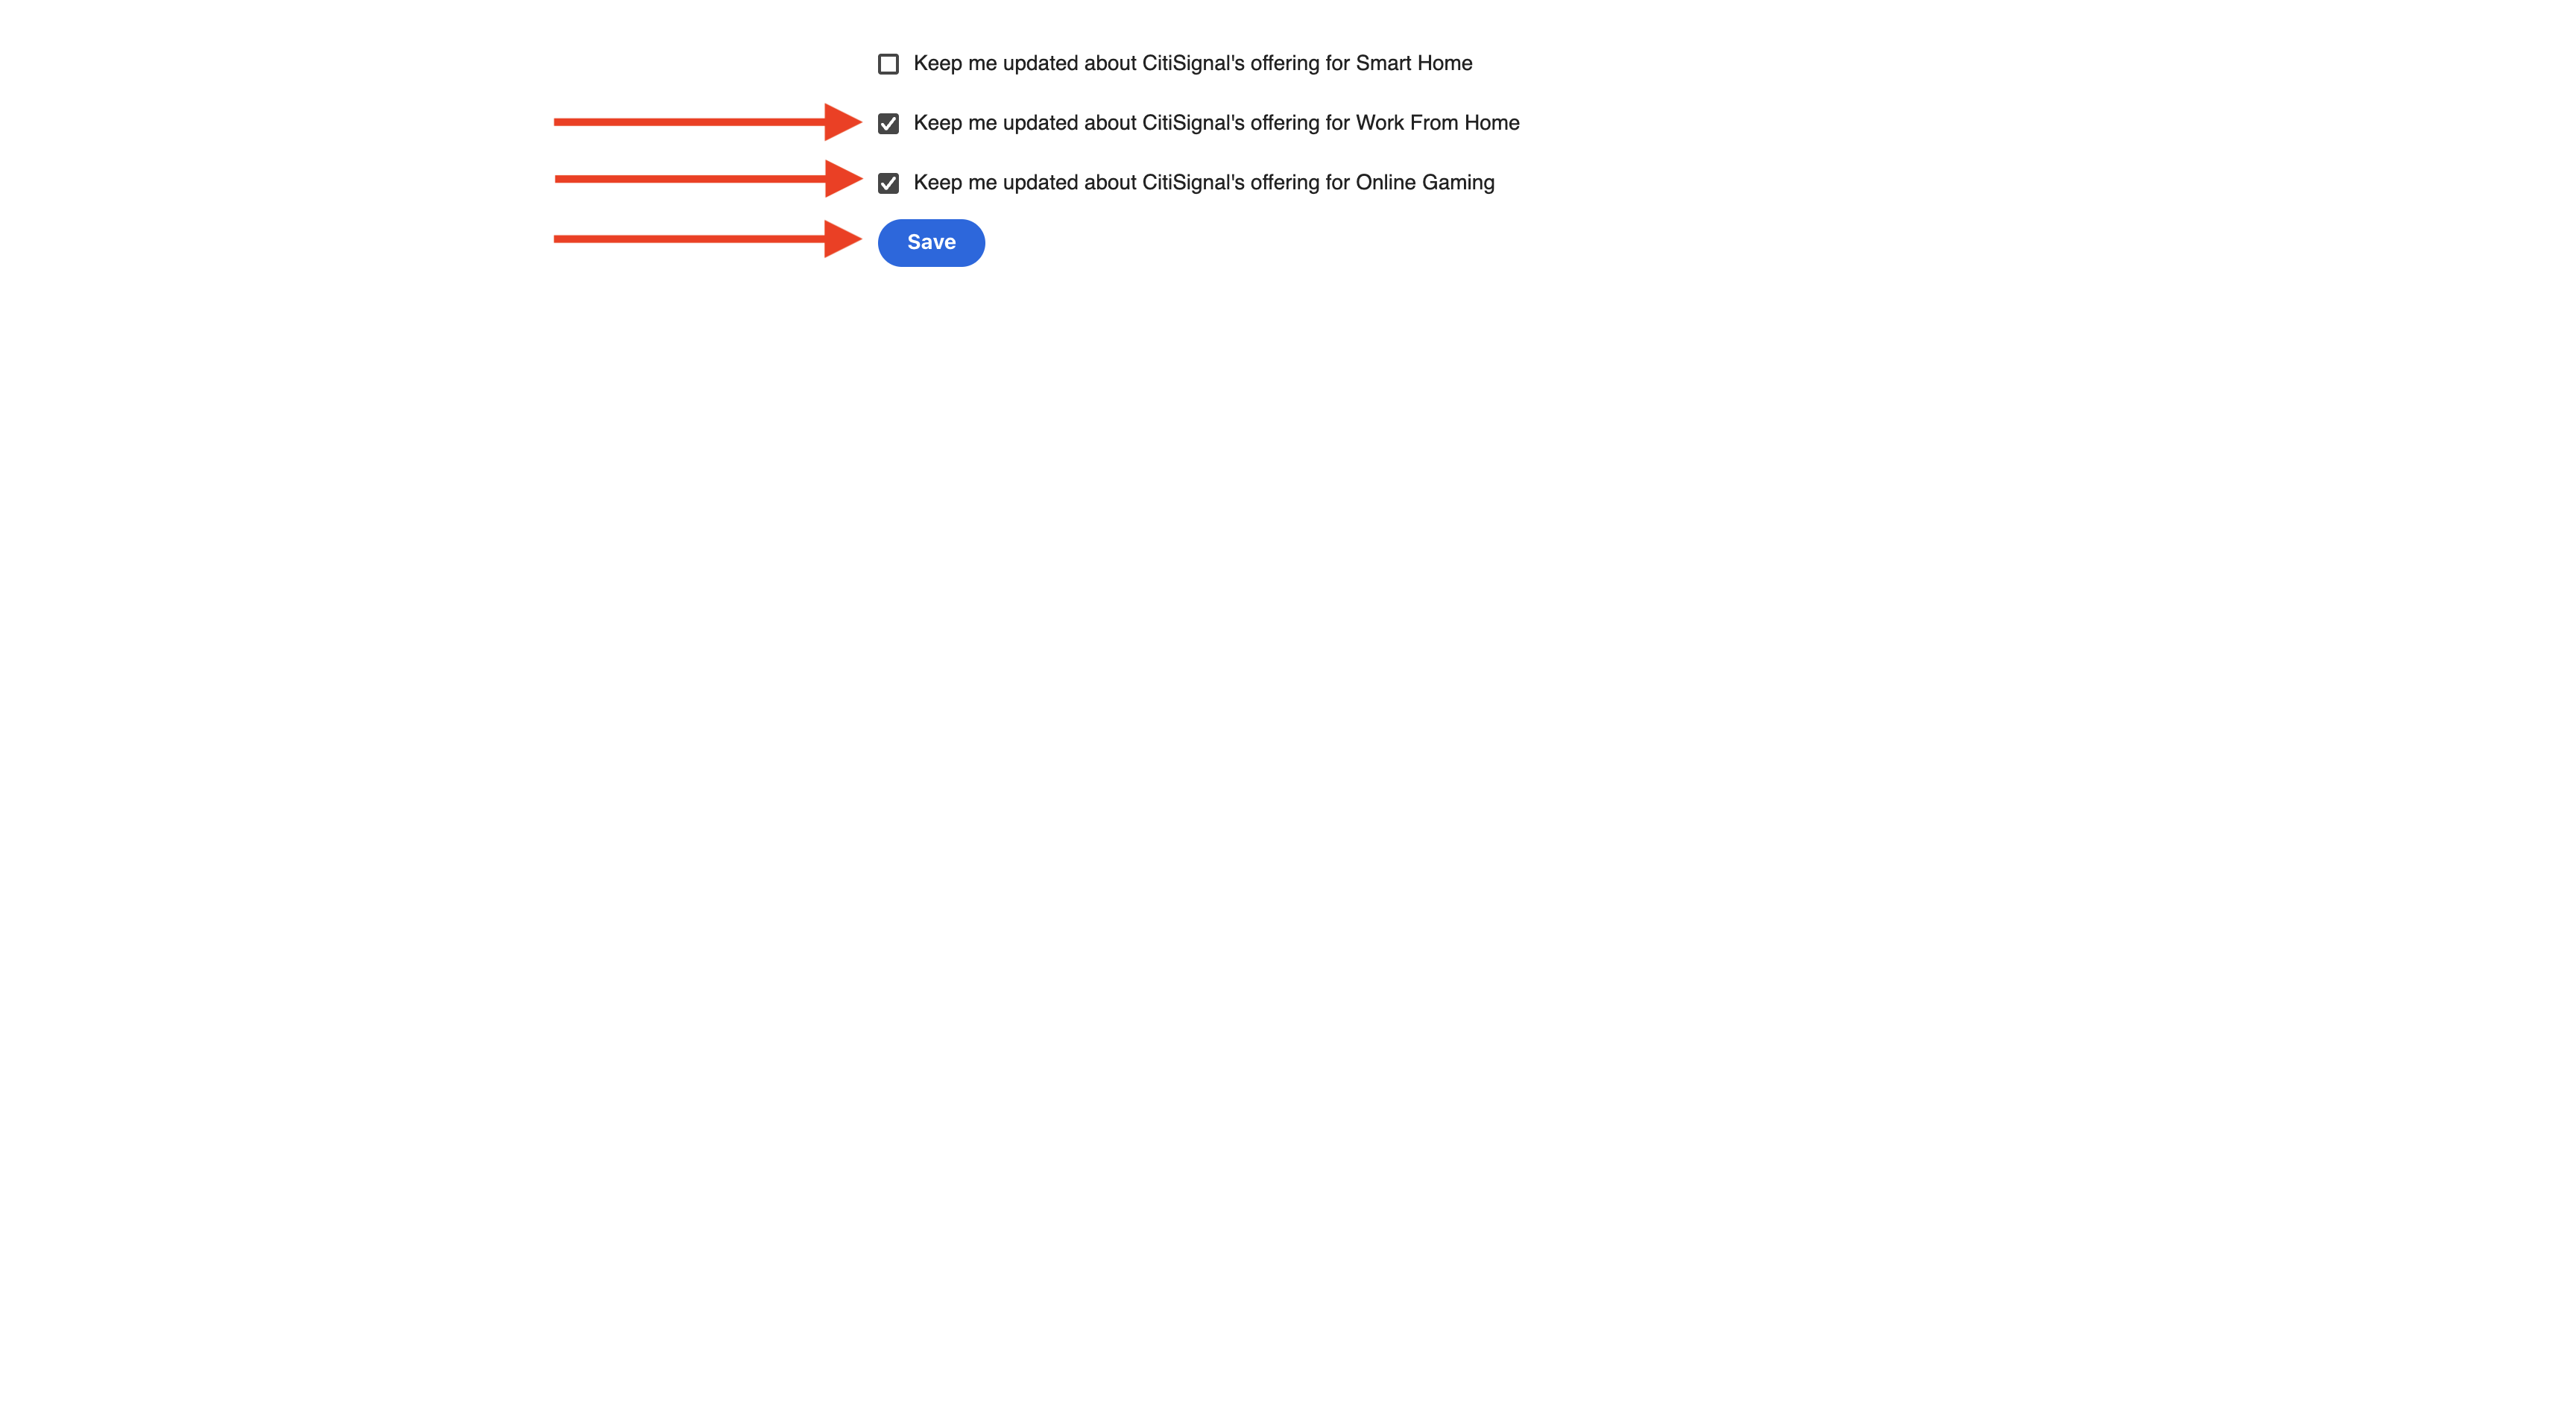 Keep me updated about CitiSignal's offering for Smart Home
Keep me updated about CitiSignal's offering for Work From Home
Keep me updated about CitiSignal's offering for Online Gaming
Save